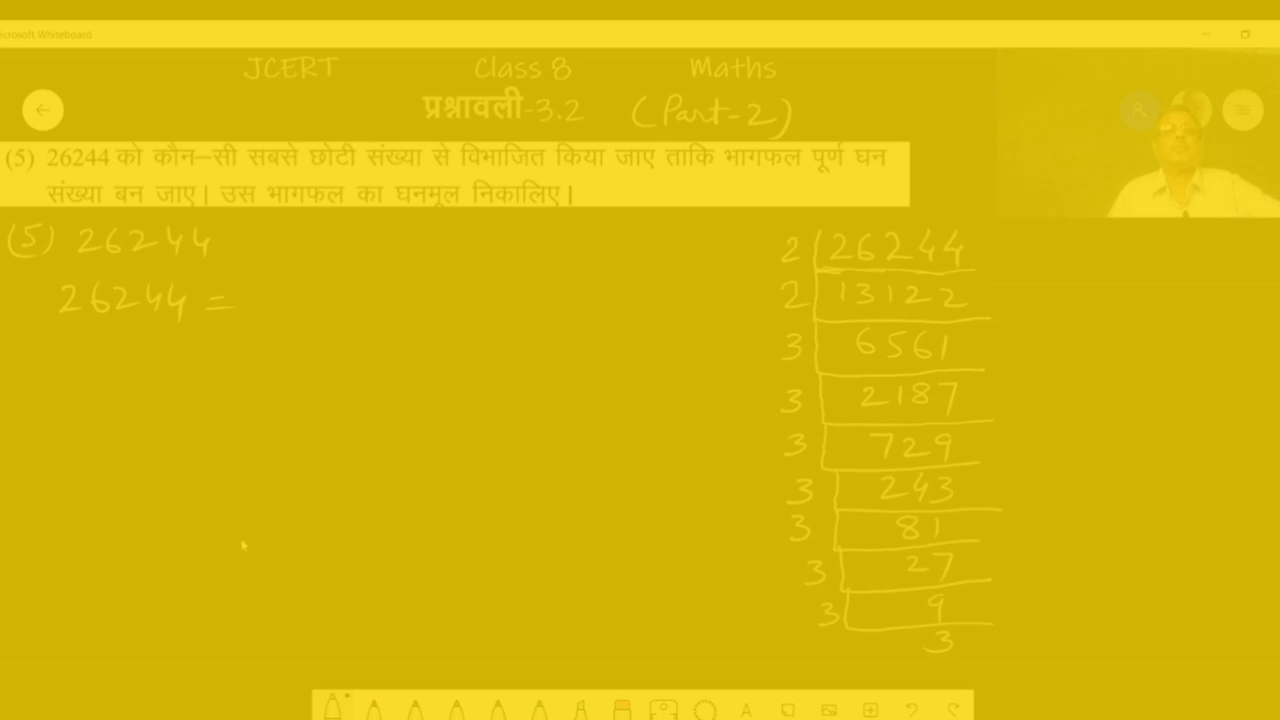 icrosoft Whiteboard
JCERT Class 8 Maths
प्रश्नावली-3.2 (Part-2)
(5) 26244 को कौन–सी सबसे छोटी संख्या से विभाजित किया जाए ताकि भागफल पूर्ण घन
संख्या बन जाए। उस भागफल का घनमूल निकालिए।
(5) 26244
26244 =
2 26244
2 13122
3 6561
3 2187
3 729
3 243
3 81
3 27
3 9
3